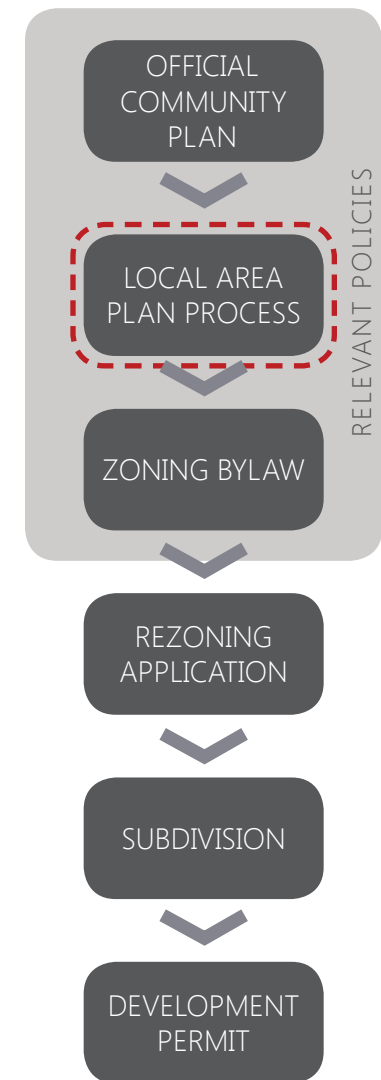 OFFICIAL
COMMUNITY
PLAN
LOCAL AREA
PLAN PROCESS
ZONING BYLAW
RELEVANT POLICIES
REZONING
APPLICATION
SUBDIVISION
DEVELOPMENT
PERMIT